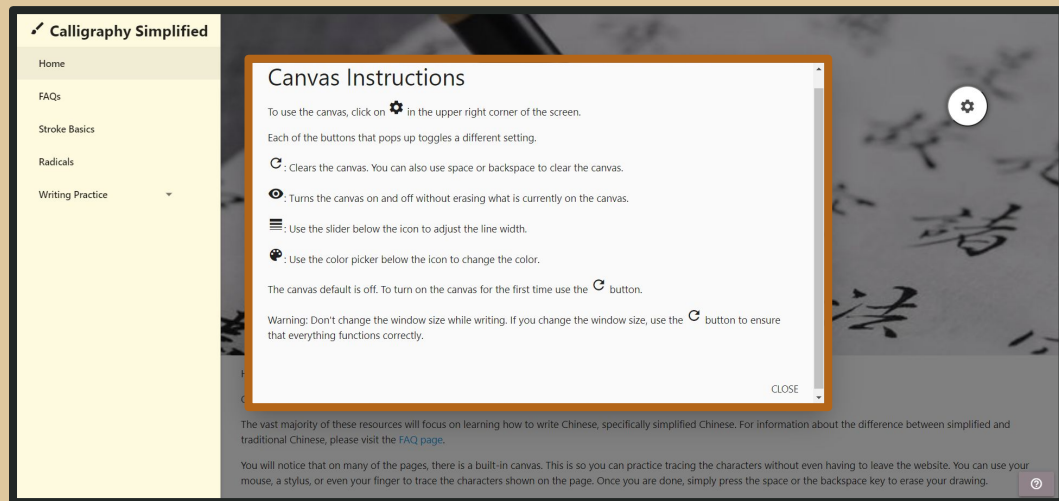 Calligraphy Simplified
Home
FAQs
Stroke Basics
Radicals
Writing Practice
Canvas Instructions
To use the canvas, click on in the upper right corner of the screen.
Each of the buttons that pops up toggles a different setting.
: Clears the canvas. You can also use space or backspace to clear the canvas.
: Turns the canvas on and off without erasing what is currently on the canvas.
: Use the slider below the icon to adjust the line width.
: Use the color picker below the icon to change the color.
The canvas default is off. To turn on the canvas for the first time use the button.
Warning: Don't change the window size while writing. If you change the window size, use the button to ensure
that everything functions correctly.
CLOSE
The vast majority of these resources will focus on learning how to write Chinese, specifically simplified Chinese. For information about the difference between simplified and
traditional Chinese, please visit the FAQ page.
You will notice that on many of the pages, there is a built-in canvas. This is so you can practice tracing the characters without even having to leave the website. You can use your
mouse, a stylus, or even your finger to trace the characters shown on the page. Once you are done, simply press the space or the backspace key to erase your drawing.